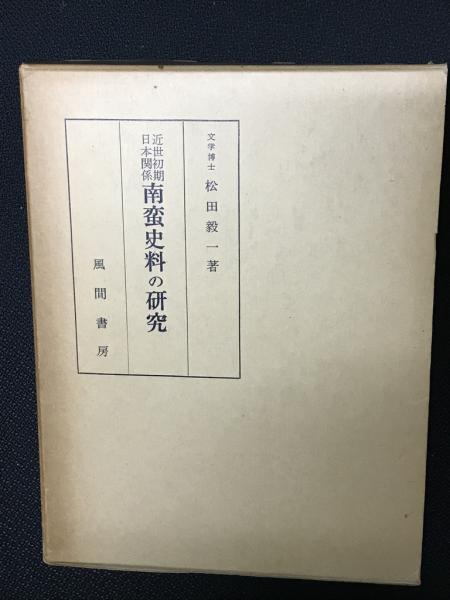 文学博士 松田毅一著
近世初期
日本関係
南蛮史料の研究
風間書房